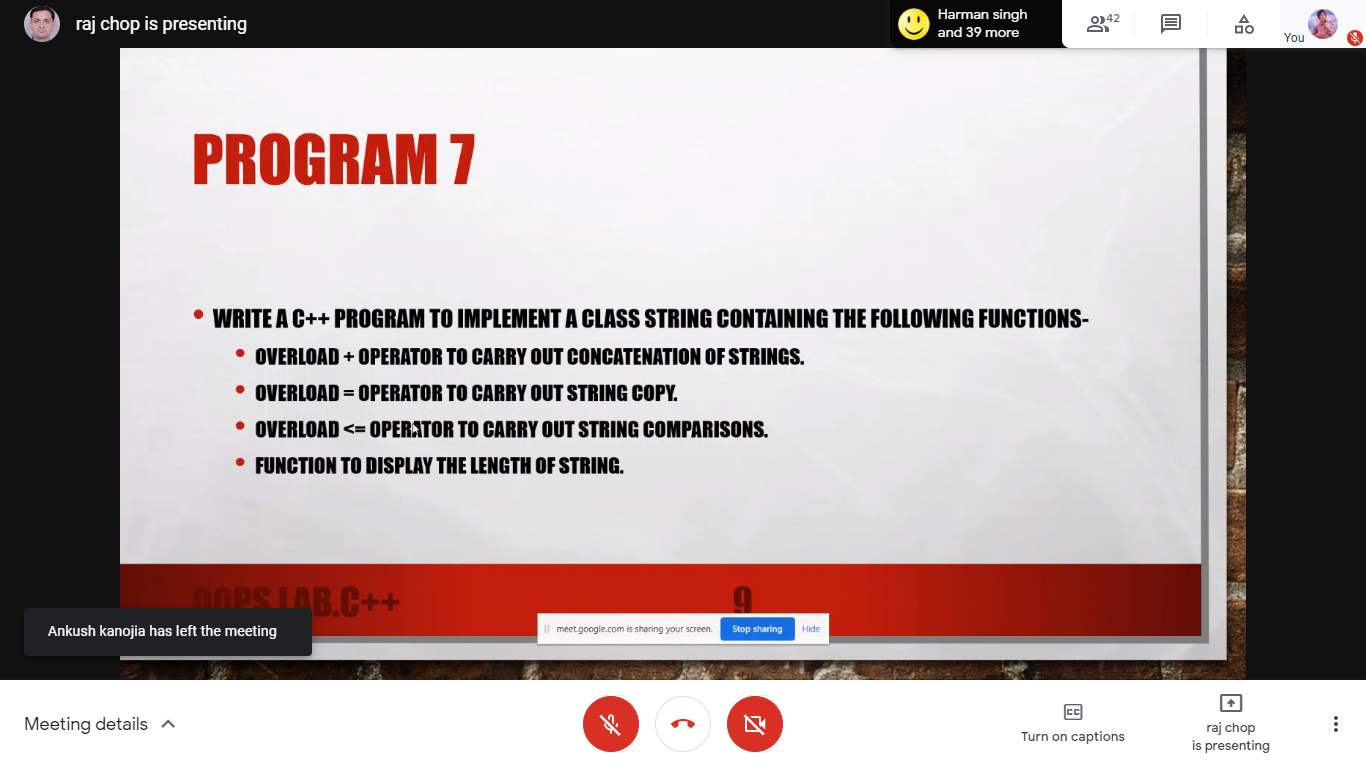 raj chop is presenting
Harman singh
and 39 more
42
You
PROGRAM 7
WRITE A C++ PROGRAM TO IMPLEMENT A CLASS STRING CONTAINING THE FOLLOWING FUNCTIONS-
OVERLOAD + OPERATOR TO CARRY OUT CONCATENATION OF STRINGS.
OVERLOAD = OPERATOR TO CARRY OUT STRING COPY.
OVERLOAD <= OPERATOR TO CARRY OUT STRING COMPARISONS.
FUNCTION TO DISPLAY THE LENGTH OF STRING.
OOPS LAB.C++ 9
Ankush kanojia has left the meeting
meet.google.com is sharing your screen. Stop sharing Hide
Meeting details
CC
Turn on captions
raj chop
is presenting